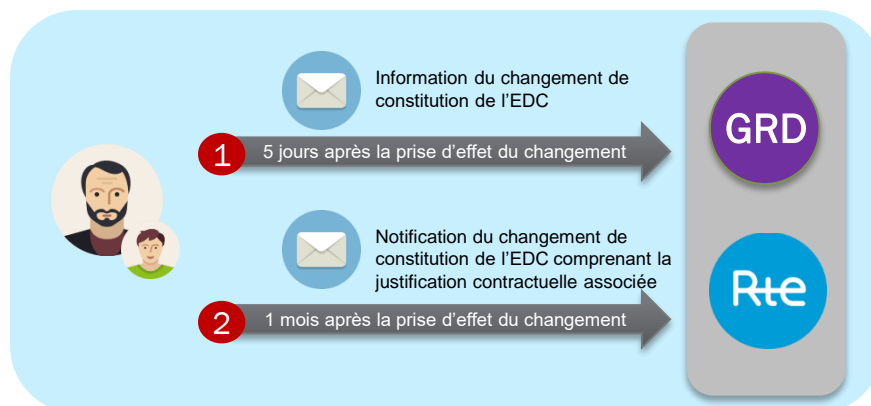 Information du changement de
constitution de l'EDC
GRD
1
5 jours après la prise d'effet du changement
Notification du changement de
constitution de l'EDC comprenant la
justification contractuelle associée
Rte
2
1 mois après la prise d'effet du changement